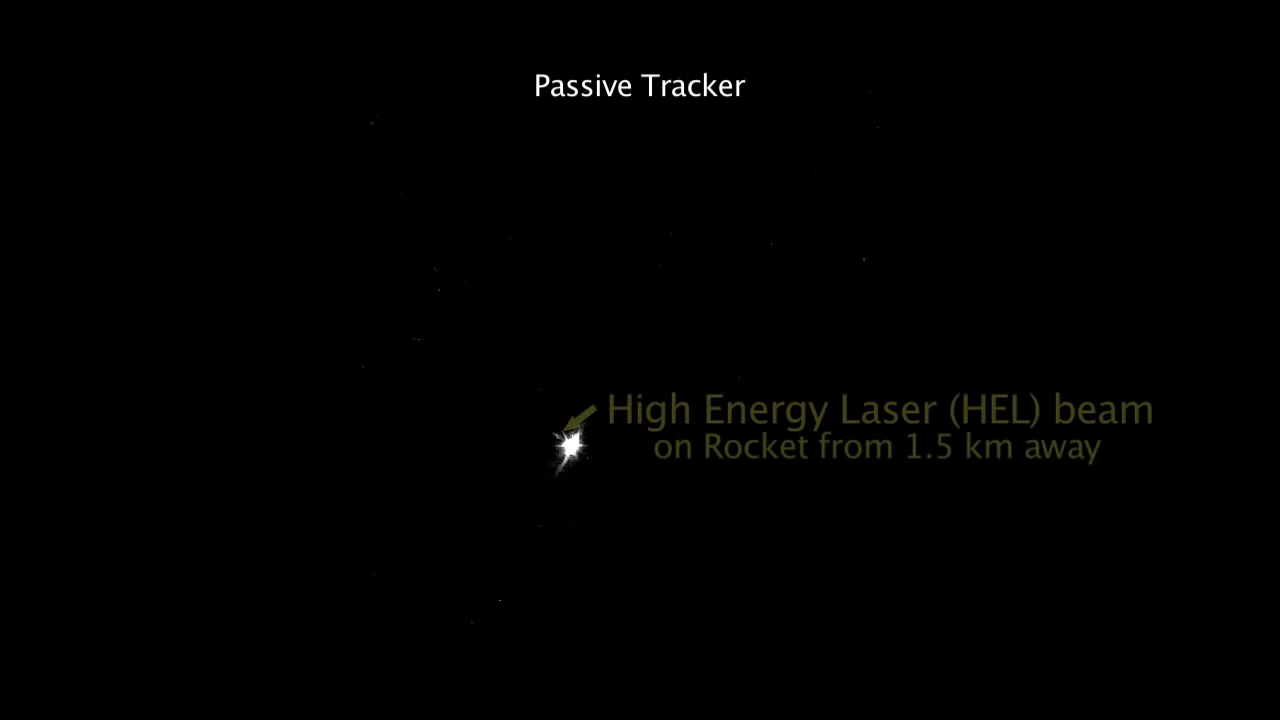 Passive Tracker
High Energy Laser (HEL) beam
on Rocket from 1.5 km away